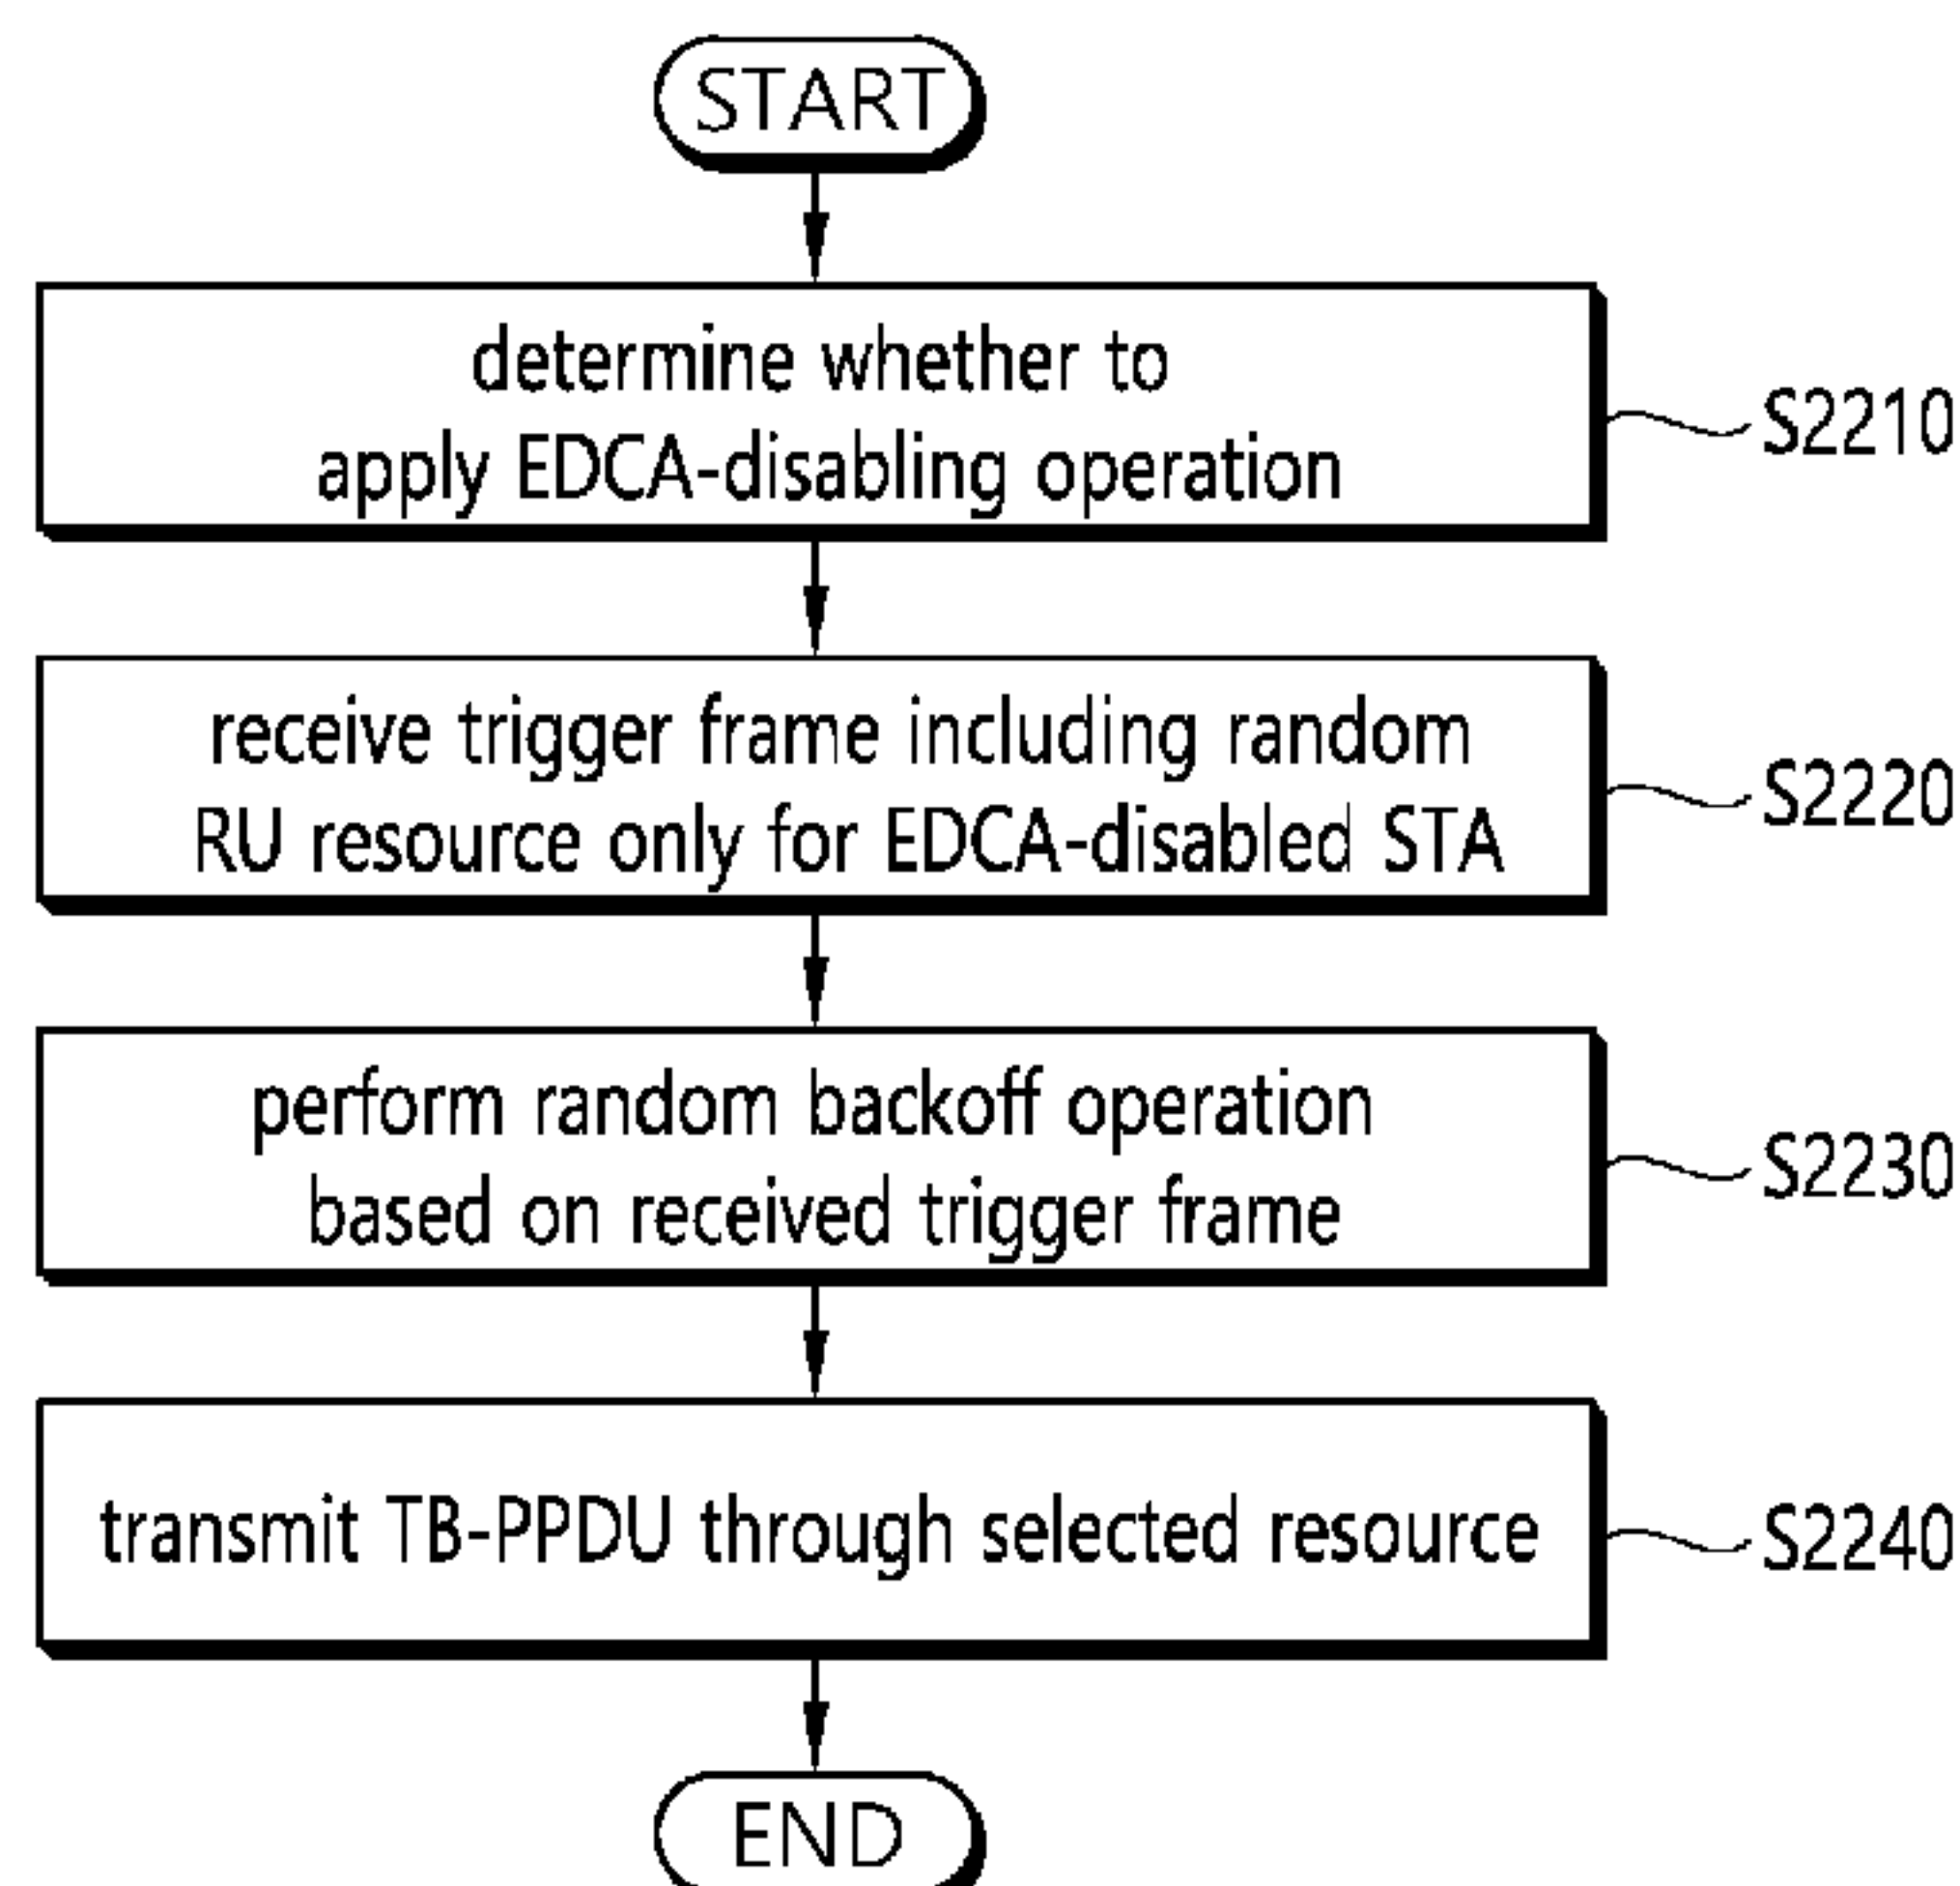 START
determine whether to
apply EDCA-disabling operation
S2210
receive trigger frame including random
RU resource only for EDCA-disabled STA
S2220
perform random backoff operation
based on received trigger frame
S2230
transmit TB-PPDU through selected resource
S2240
END